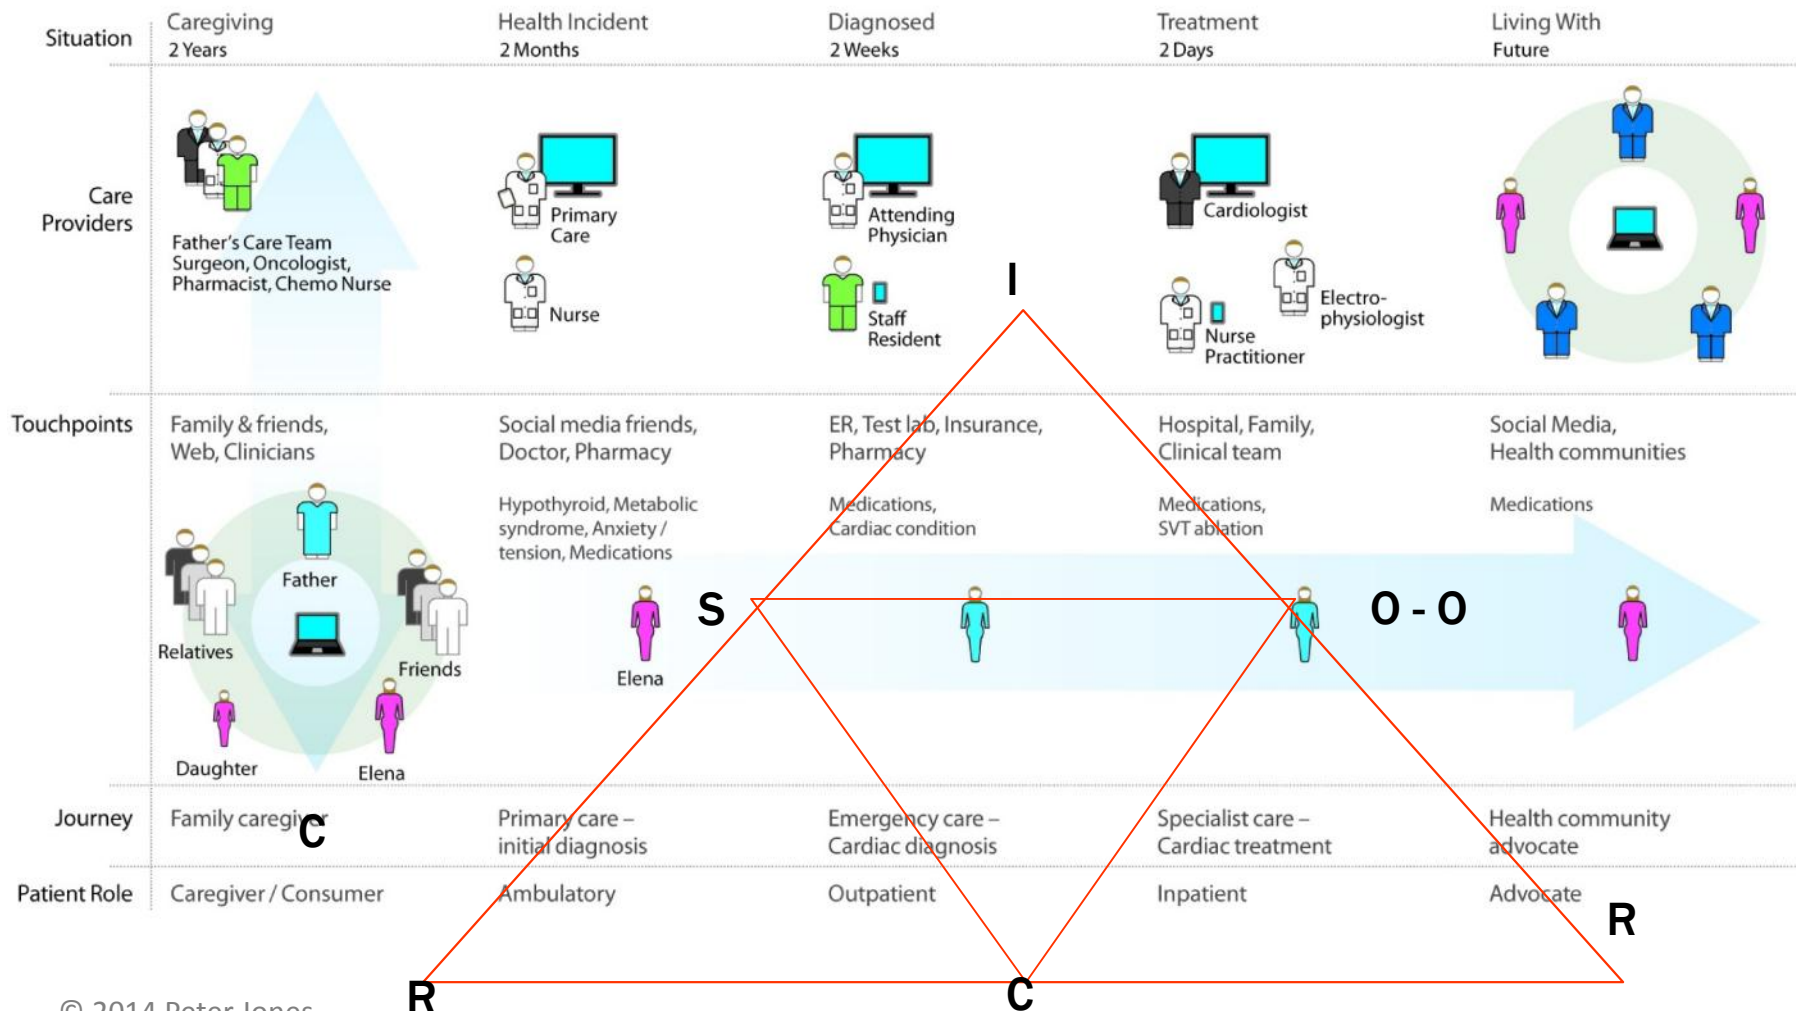 Situation
Caregiving
2 Years
Health Incident
2 Months
Diagnosed
2 Weeks
Treatment
2 Days
Living With
Future
Care
Providers
Father's Care Team
Surgeon, Oncologist,
Pharmacist, Chemo Nurse
Primary
Care
Nurse
Attending
Physician
Staff
Resident
Cardiologist
Electro-
physiologist
Nurse
Practitioner
I
Touchpoints
Family & friends,
Web, Clinicians
Social media friends,
Doctor, Pharmacy
ER, Test lab, Insurance,
Pharmacy
Hospital, Family,
Clinical team
Social Media,
Health communities
Hypothyroid, Metabolic
syndrome, Anxiety /
tension, Medications
Medications,
Cardiac condition
Medications,
SVT ablation
Medications
Father
Relatives
Friends
Daughter
Elena
Elena
S
O - O
Journey
Family caregiver
C
Primary care –
initial diagnosis
Emergency care –
Cardiac diagnosis
Specialist care –
Cardiac treatment
Health community
advocate
Patient Role
Caregiver / Consumer
Ambulatory
Outpatient
Inpatient
Advocate
R
R
C
© 2014 Peter Jones